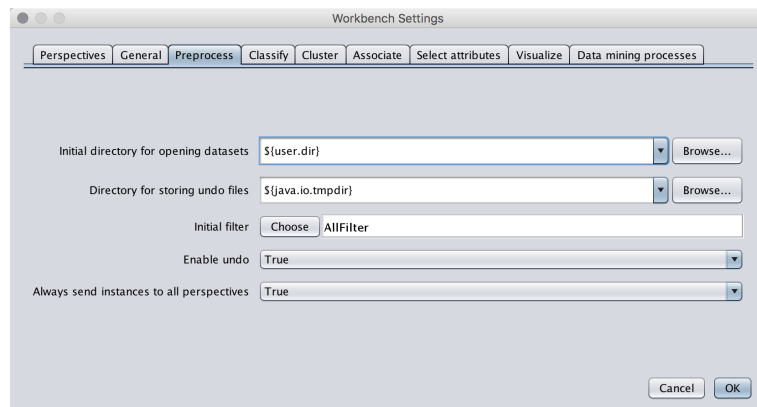 Workbench Settings
Perspectives General Preprocess Classify Cluster Associate Select attributes Visualize Data mining processes
Initial directory for opening datasets ${user.dir} Browse...
Directory for storing undo files ${java.io.tmpdir} Browse...
Initial filter Choose AllFilter
Enable undo True
Always send instances to all perspectives True
Cancel OK